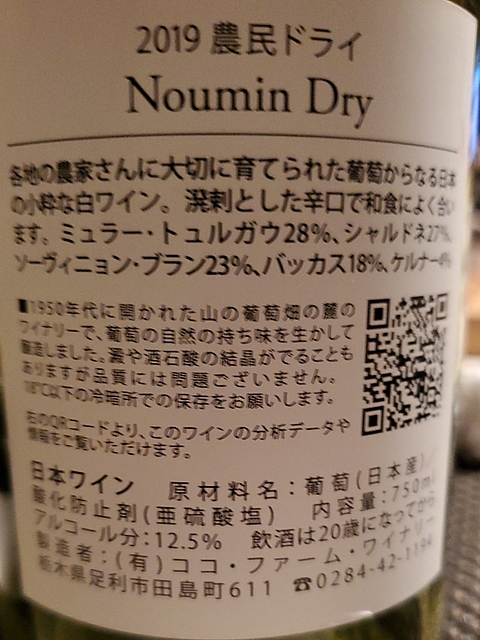 2019 農民ドライ
Noumin Dry
各地の農家さんに大切に育てられた葡萄からなる日本
の小粋な白ワイン。溌剌とした辛口で和食によく合い
ます。ミュラー・トュルガウ28%、シャルドネ27%、
ソーヴィニョン・ブラン23%、バッカス18%、ケルナー4%
■1950年代に開かれた山の葡萄畑の麓の
ワイナリーで、葡萄の自然の持ち味を生かして
醸造しました。澱や酒石酸の結晶がでることも
ありますが品質には問題ございません。
18℃以下の冷暗所での保存をお願いします。
右のQRコードより、このワインの分析データや
情報をご覧いただけます。
日本ワイン 原材料名：葡萄(日本産)/
酸化防止剤(亜硫酸塩) 内容量：750ml
アルコール分：12.5% 飲酒は20歳になってから
製造者：(有)ココ・ファーム・ワイナリー
栃木県足利市田島町611 ☎0284-42-1194